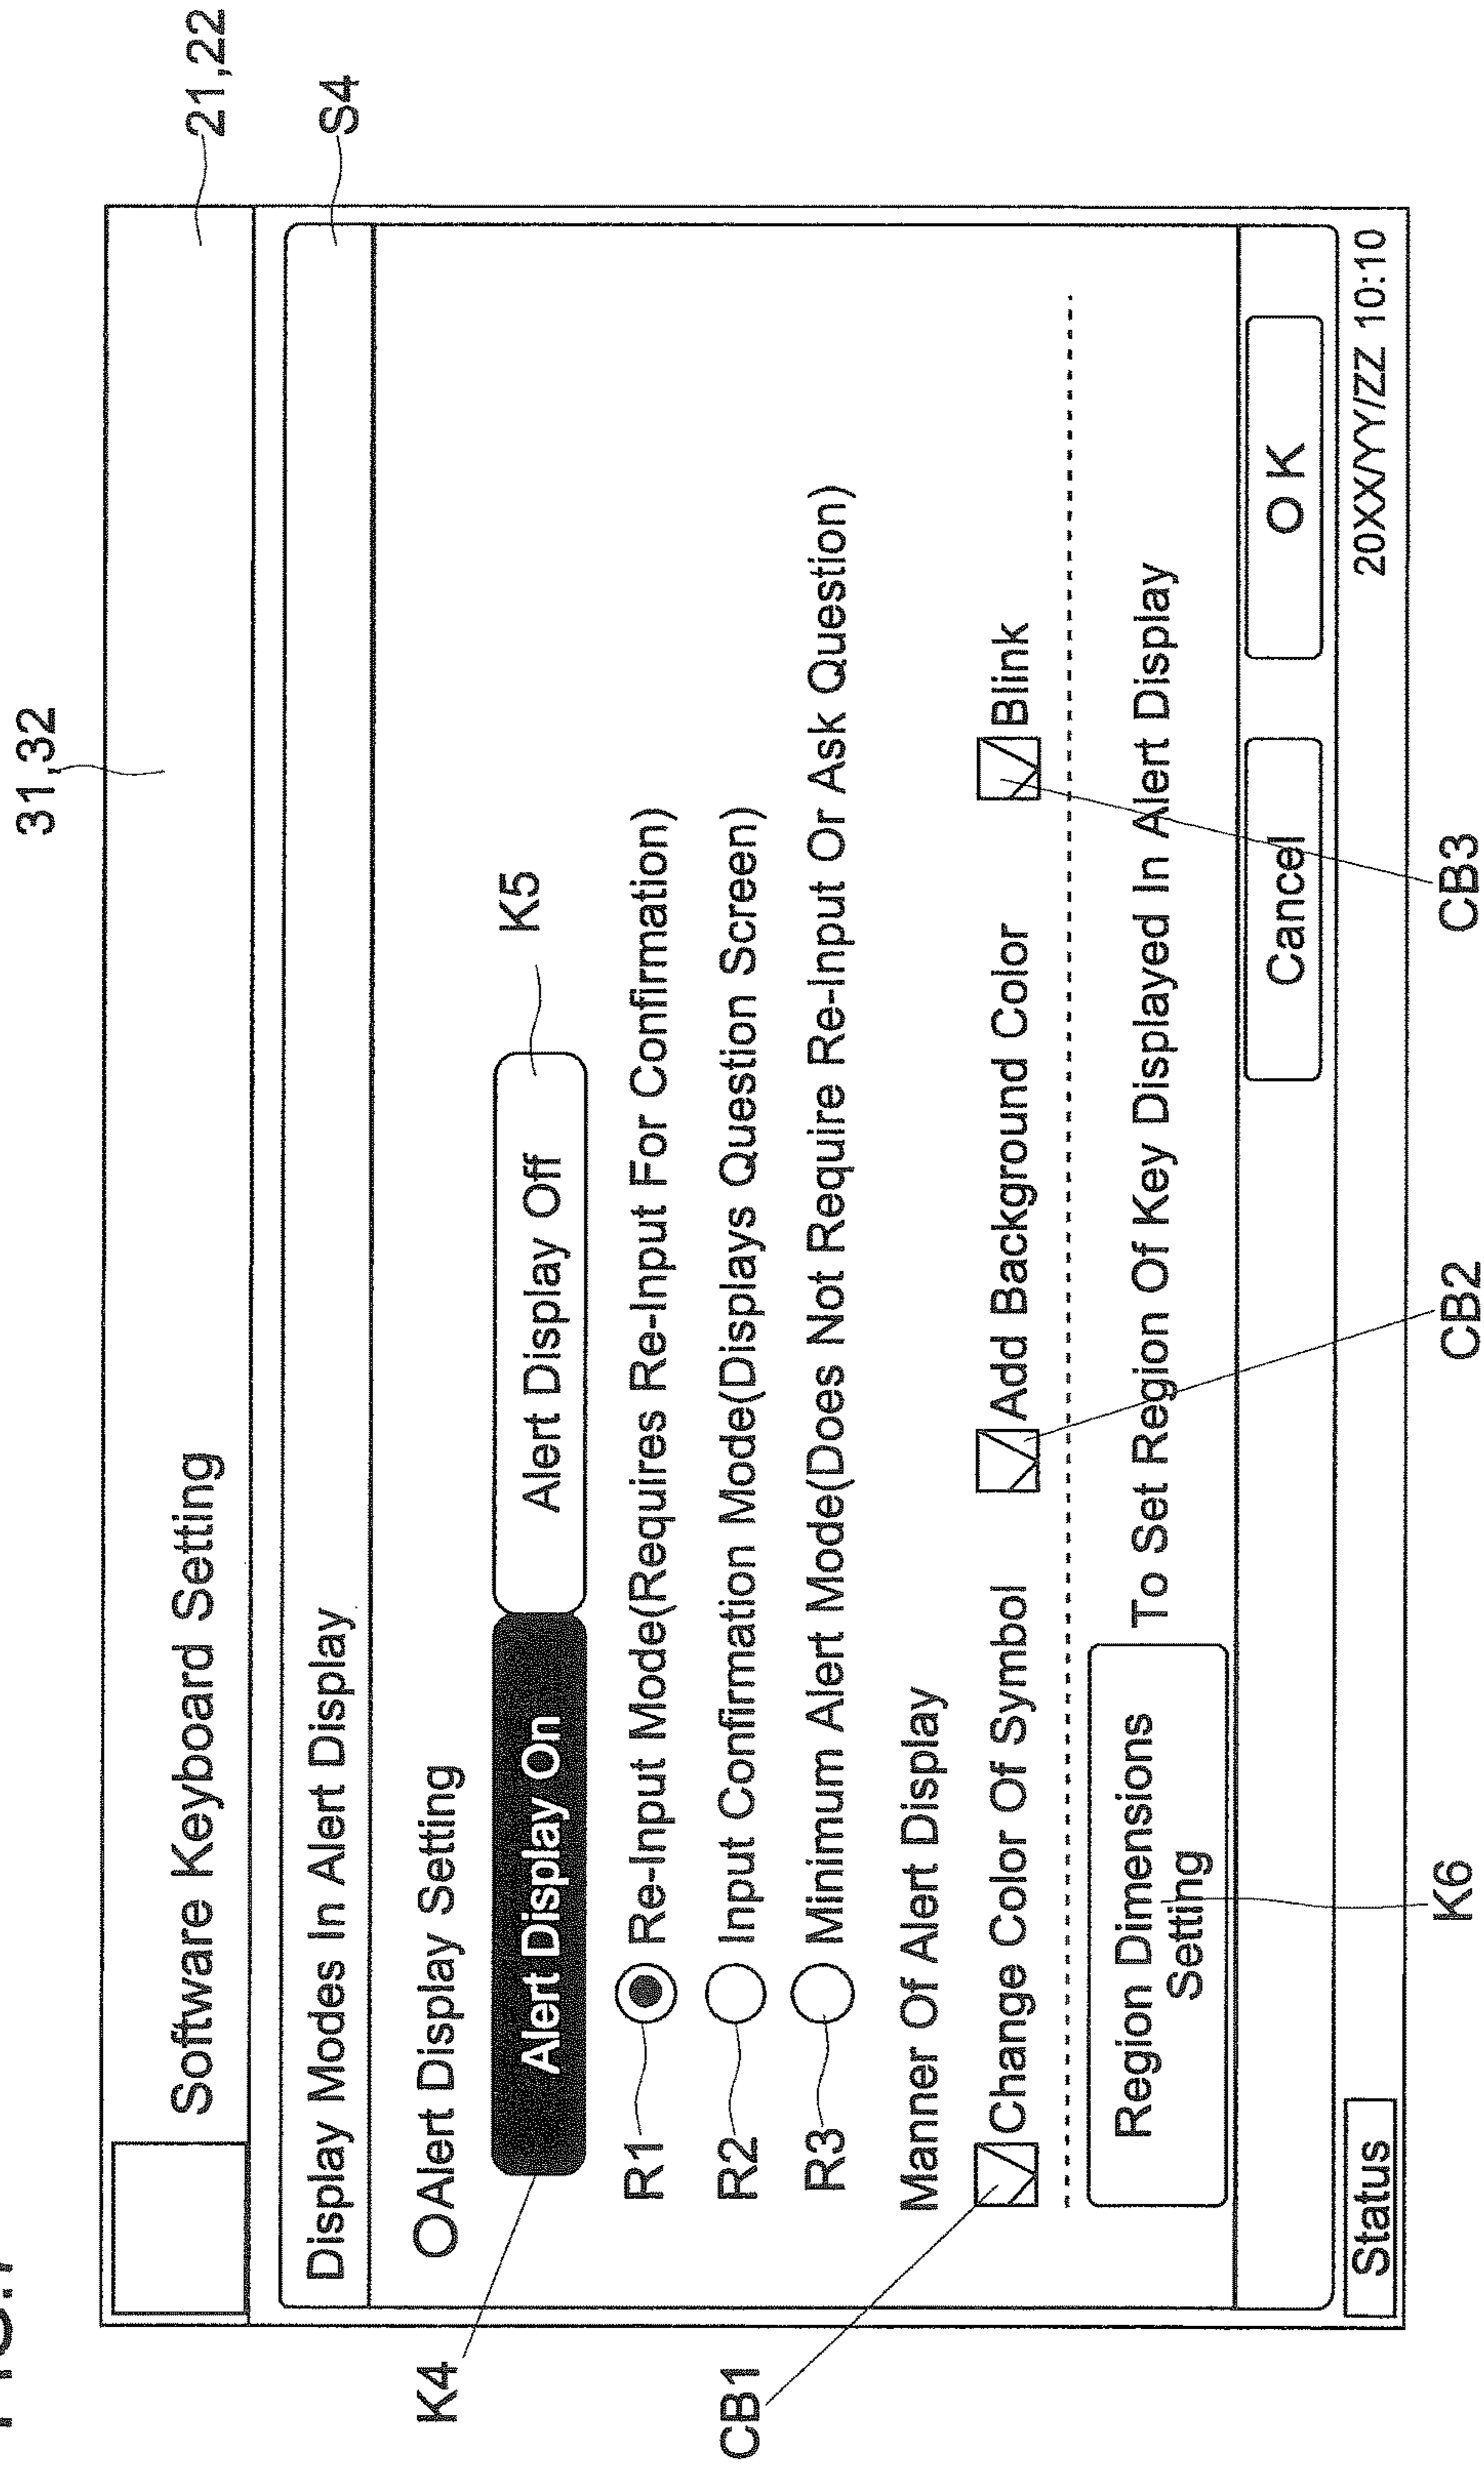 31,32
21,22
Software Keyboard Setting
S4
Display Modes In Alert Display
OAlert Display Setting
K4
Alert Display On
Alert Display Off
K5
R1
Re-Input Mode(Requires Re-Input For Confirmation)
R2
Input Confirmation Mode(Displays Question Screen)
R3
Minimum Alert Mode(Does Not Require Re-Input Or Ask Question)
Manner Of Alert Display
CB1
Change Color Of Symbol
Add Background Color
Blink
Region Dimensions
Setting
To Set Region Of Key Displayed In Alert Display
Cancel
O K
Status
20XX/YY/ZZ 10:10
K6
CB2
CB3